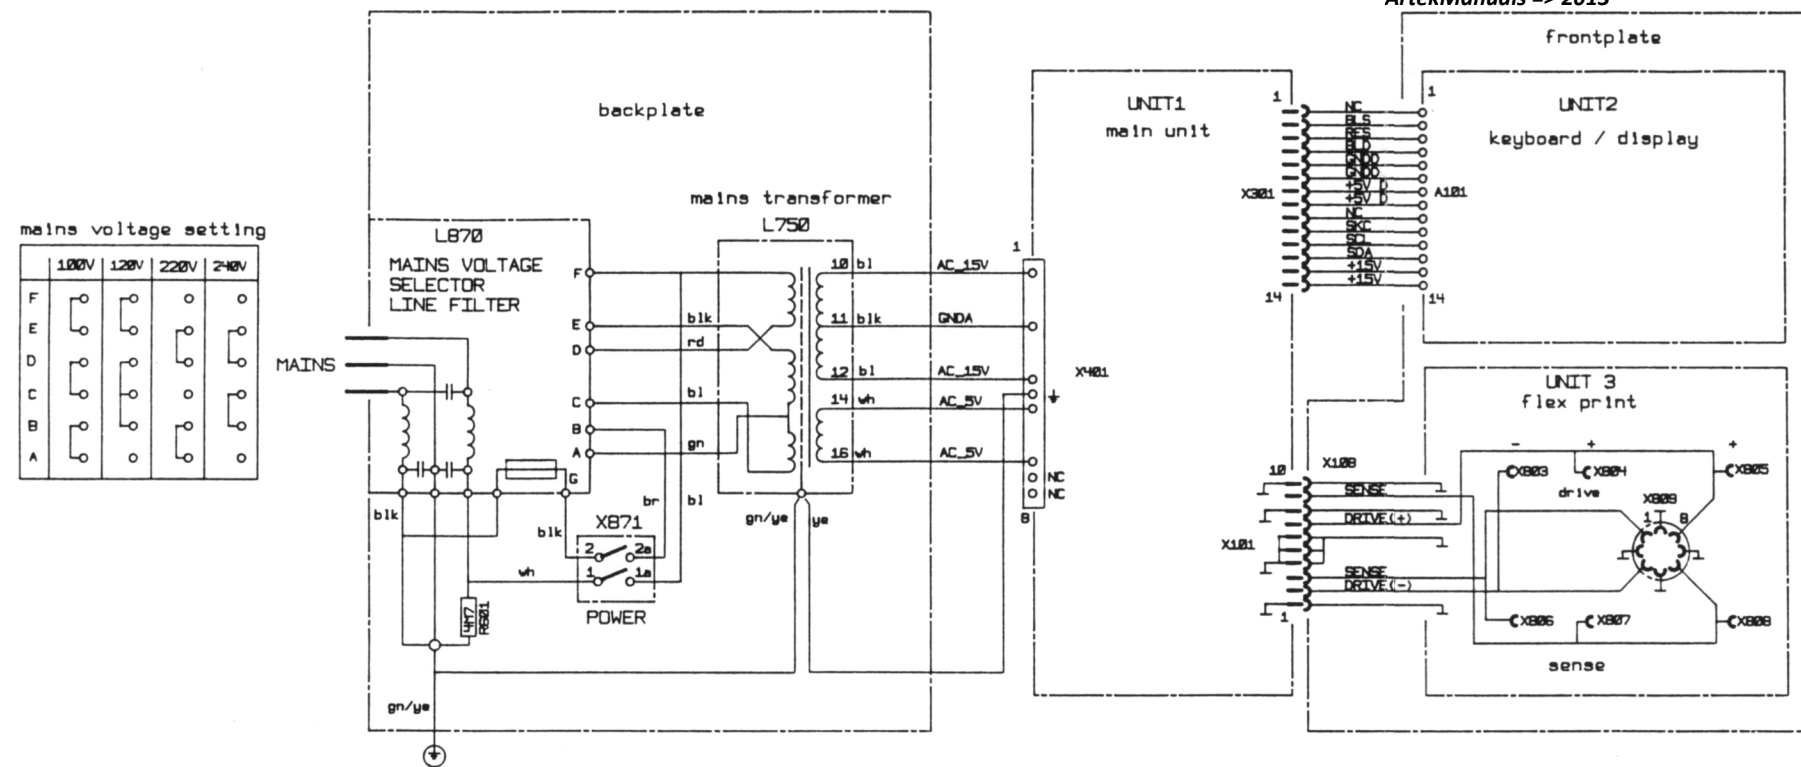 ArtekManuals => 2015
frontplate
backplate
UNIT1
main unit
1
X301
14
NC
BLS
RES
BLD
GNDD
GNDD
+5V D
+5V D
NC
SKC
SCL
SDA
+15V
+15V
1
UNIT2
keyboard / display
A101
14
mains voltage setting
100V 120V 220V 240V
F
E
D
C
B
A
MAINS
L870
MAINS VOLTAGE
SELECTOR
LINE FILTER
F
E
D
C
B
A
G
mains transformer
L750
blk
rd
bl
gn
br
bl
10 bl AC_15V
11 blk GNDA
12 bl AC_15V
14 wh AC_5V
16 wh AC_5V
1
X401
NC
NC
8
blk
blk
wh
X871
2 2a
1 1a
POWER
4M7
R601
gn/ye
ye
gn/ye
UNIT 3
flex print
10
X108
SENSE
DRIVE(+)
X101
SENSE
DRIVE(-)
1
- + +
X803 X804 X805
drive
X809
1 8
X806 X807 X808
sense